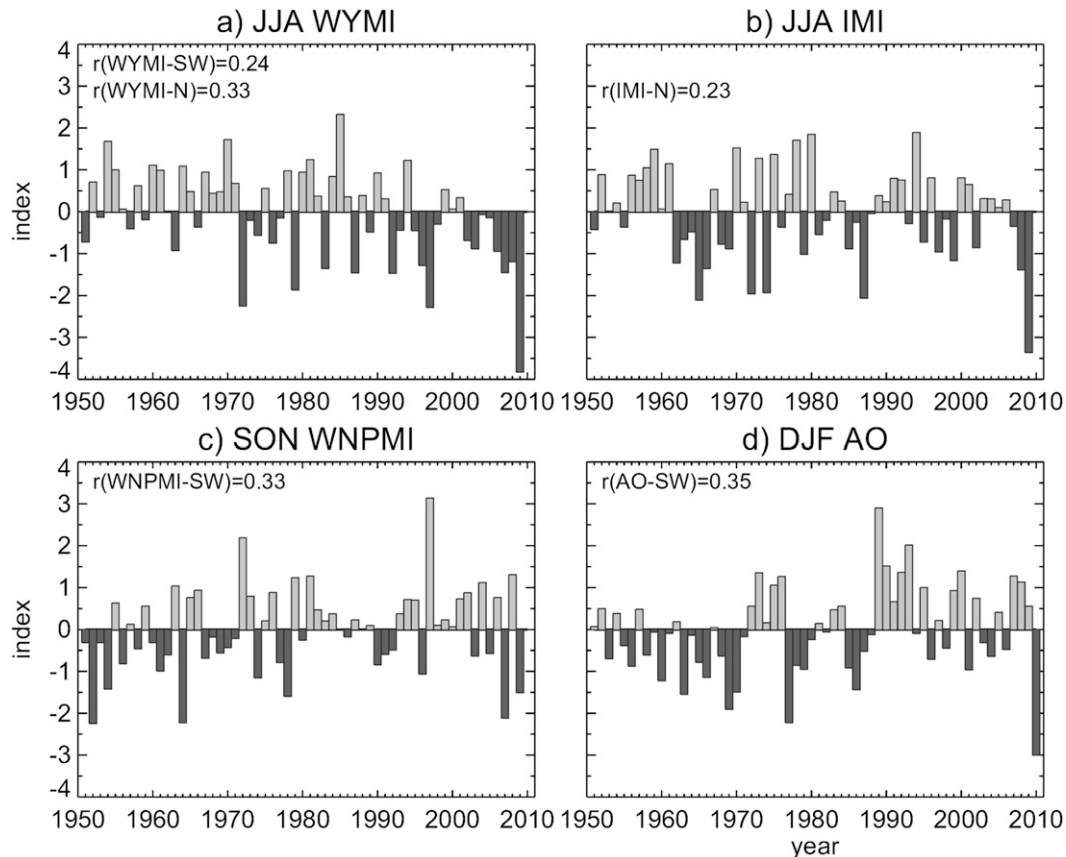 a) JJA WYMI
4
3
2
1
0
-1
-2
-3
-4
index
r(WYMI-SW)=0.24
r(WYMI-N)=0.33
1950 1960 1970 1980 1990 2000 2010
b) JJA IMI
r(IMI-N)=0.23
1950 1960 1970 1980 1990 2000 2010
c) SON WNPMI
4
3
2
1
0
-1
-2
-3
-4
index
r(WNPMI-SW)=0.33
1950 1960 1970 1980 1990 2000 2010
d) DJF AO
r(AO-SW)=0.35
1950 1960 1970 1980 1990 2000 2010
year